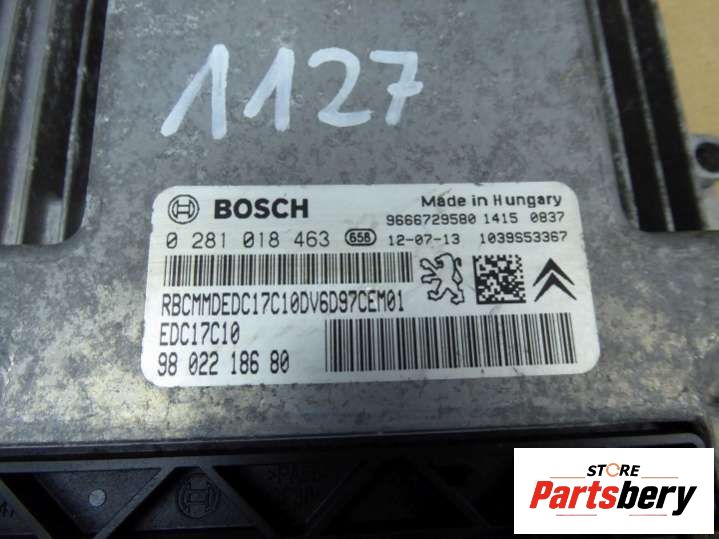 1127
BOSCH
Made in Hungary
9666729580 1415 0837
0 281 018 463 658 12-07-13 1039S53367
RBCMMDEDC17C10DV6D97CEM01
EDC17C10
98 022 186 80
STORE
Partsbery